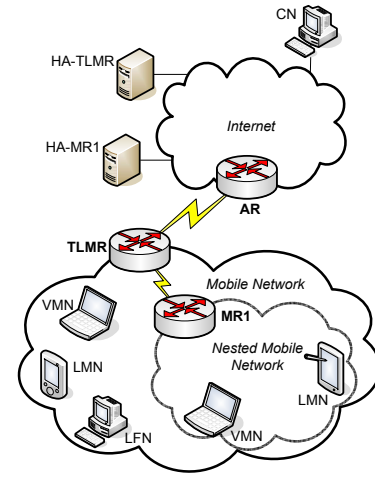 CN
HA-TLMR
Internet
HA-MR1
AR
TLMR
Mobile Network
VMN
MR1
Nested Mobile
Network
LMN
LMN
LFN
VMN